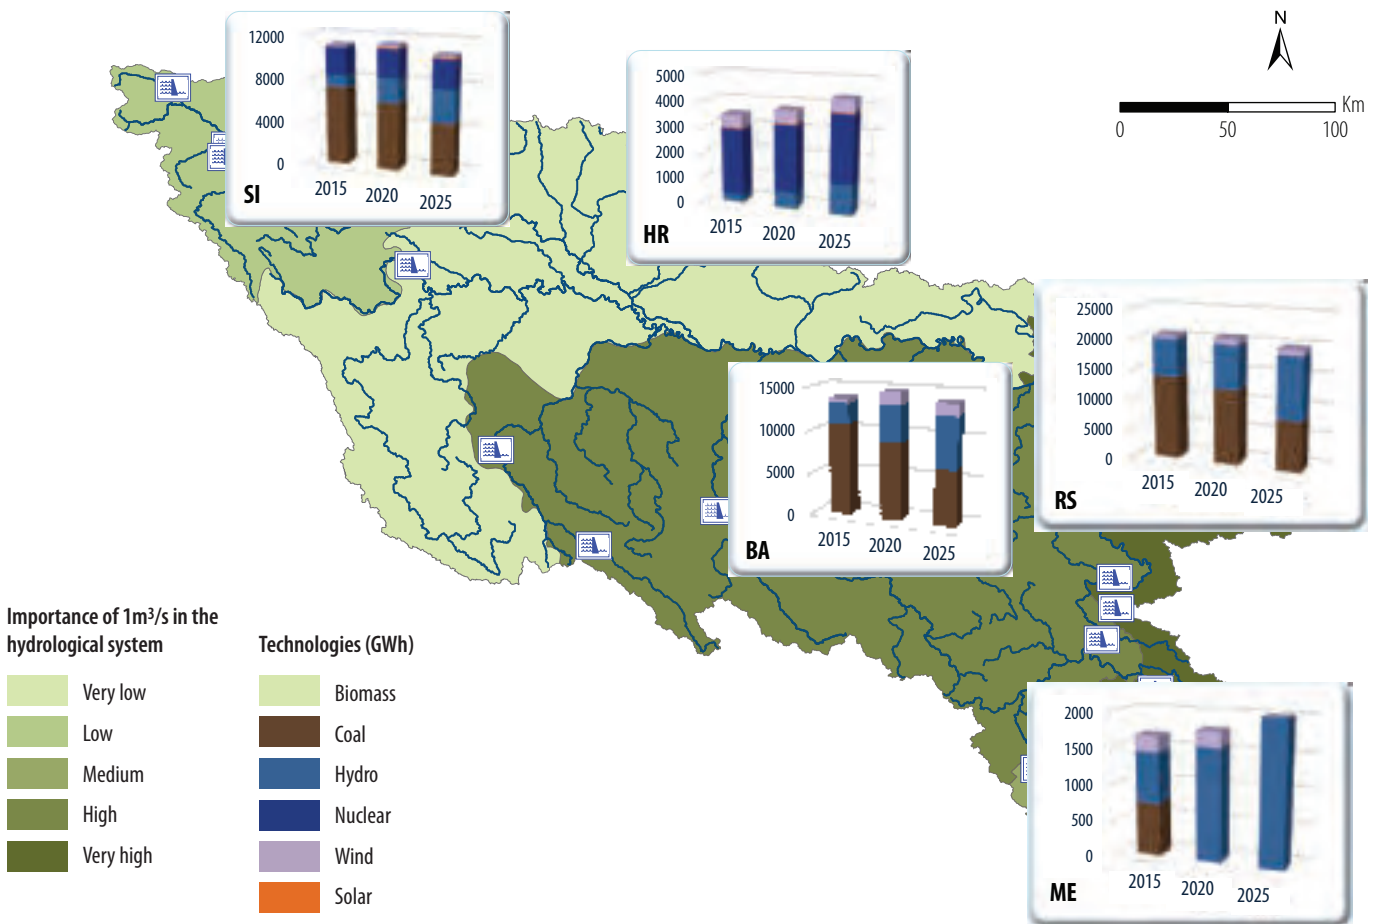 12000
8000
4000
0
2015
2020
2025
SI
5000
4000
3000
2000
1000
0
2015
2020
2025
HR
N
Km
0
50
100
25000
20000
15000
10000
5000
0
2015
2020
2025
RS
15000
10000
5000
0
2015
2020
2025
BA
2000
1500
1000
500
0
2015
2020
2025
ME
Importance of 1m³/s in the
hydrological system
Very low
Low
Medium
High
Very high
Technologies (GWh)
Biomass
Coal
Hydro
Nuclear
Wind
Solar